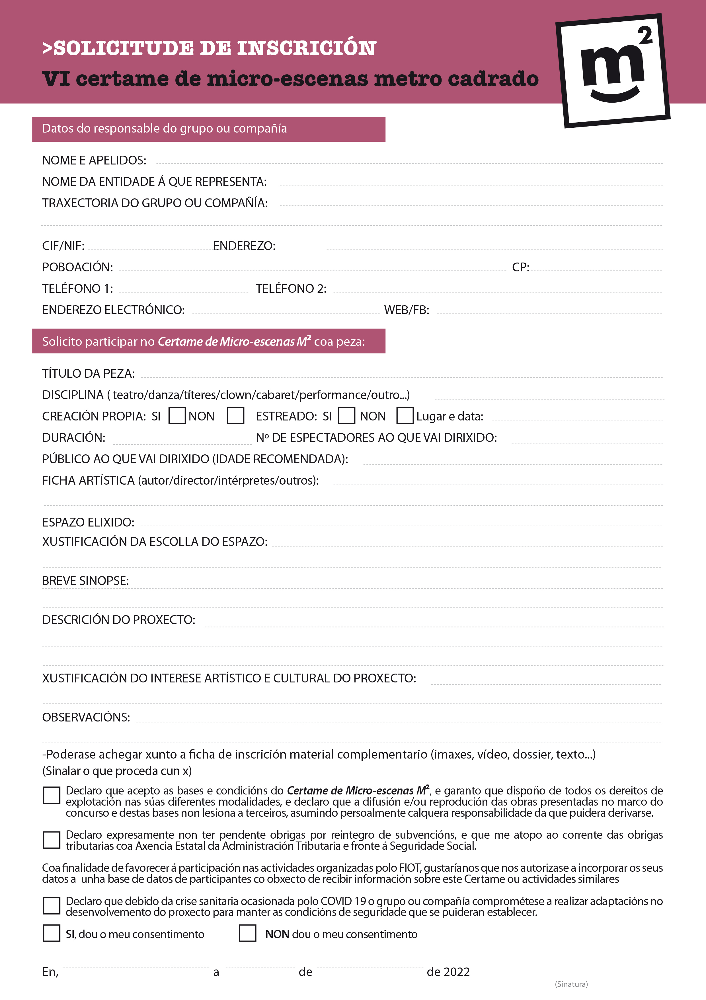 >SOLICITUDE DE INSCRICIÓN
VI certame de micro-escenas metro cadrado
m²
Datos do responsable do grupo ou compañía
NOME E APELIDOS:
NOME DA ENTIDADE Á QUE REPRESENTA:
TRAXECTORIA DO GRUPO OU COMPAÑÍA:
CIF/NIF: ENDEREZO:
POBOACIÓN: CP:
TELÉFONO 1: TELÉFONO 2:
ENDEREZO ELECTRÓNICO: WEB/FB:
Solicito participar no Certame de Micro-escenas M² coa peza:
TÍTULO DA PEZA:
DISCIPLINA ( teatro/danza/títeres/clown/cabaret/performance/outro...)
CREACIÓN PROPIA: SI NON ESTREADO: SI NON Lugar e data:
DURACIÓN: Nº DE ESPECTADORES AO QUE VAI DIRIXIDO:
PÚBLICO AO QUE VAI DIRIXIDO (IDADE RECOMENDADA):
FICHA ARTÍSTICA (autor/director/intérpretes/outros):
ESPAZO ELIXIDO:
XUSTIFICACIÓN DA ESCOLLA DO ESPAZO:
BREVE SINOPSE:
DESCRICIÓN DO PROXECTO:
XUSTIFICACIÓN DO INTERESE ARTÍSTICO E CULTURAL DO PROXECTO:
OBSERVACIÓNS:
-Poderase achegar xunto a ficha de inscrición material complementario (imaxes, vídeo, dossier, texto...)
(Sinalar o que proceda cun x)
Declaro que acepto as bases e condicións do Certame de Micro-escenas M², e garanto que dispoño de todos os dereitos de
explotación nas súas diferentes modalidades, e declaro que a difusión e/ou reprodución das obras presentadas no marco do
concurso e destas bases non lesiona a terceiros, asumindo persoalmente calquera responsabilidade da que puidera derivarse.
Declaro expresamente non ter pendente obrigas por reintegro de subvencións, e que me atopo ao corrente das obrigas
tributarias coa Axencia Estatal da Administración Tributaria e fronte á Seguridade Social.
Coa finalidade de favorecer á participación nas actividades organizadas polo FIOT, gustaríanos que nos autorizase a incorporar os seus
datos a unha base de datos de participantes co obxecto de recibir información sobre este Certame ou actividades similares
Declaro que debido da crise sanitaria ocasionada polo COVID 19 o grupo ou compañía comprométese a realizar adaptacións no
desenvolvemento do proxecto para manter as condicións de seguridade que se puideran establecer.
SI, dou o meu consentimento NON dou o meu consentimento
En, a de de 2022
(Sinatura)